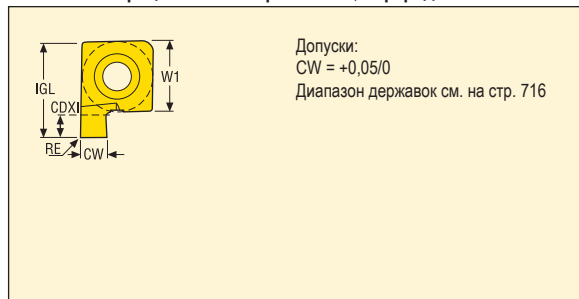 Допуски:
CW = +0,05/0
Диапазон державок см. на стр. 716
IGL
W1
CDXI
RE
CW